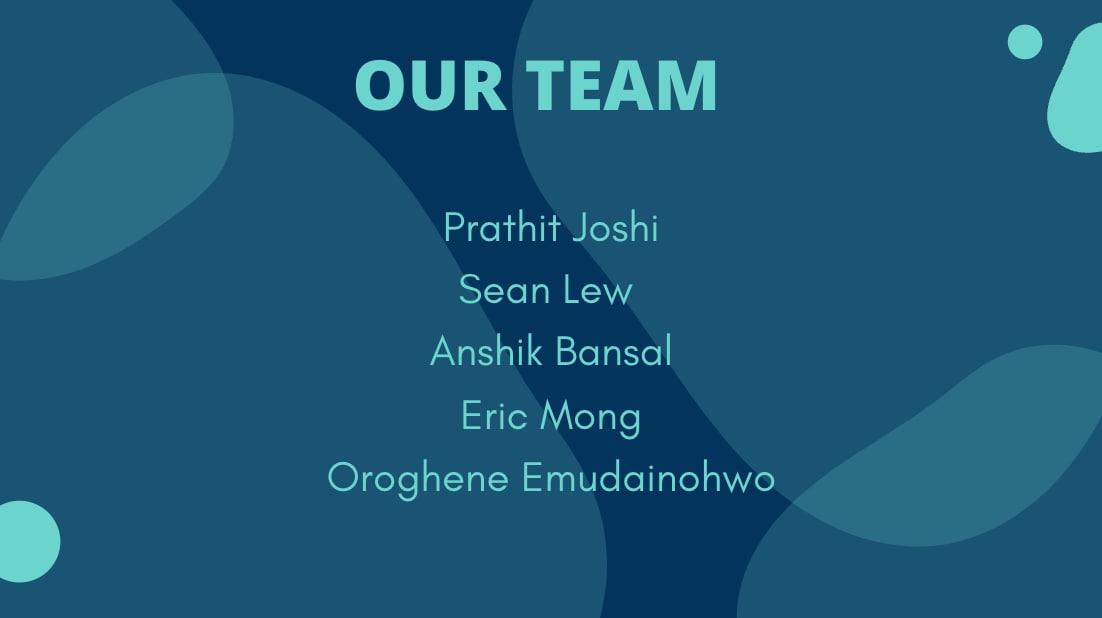 OUR TEAM
Prathit Joshi
Sean Lew
Anshik Bansal
Eric Mong
Oroghene Emudainohwo